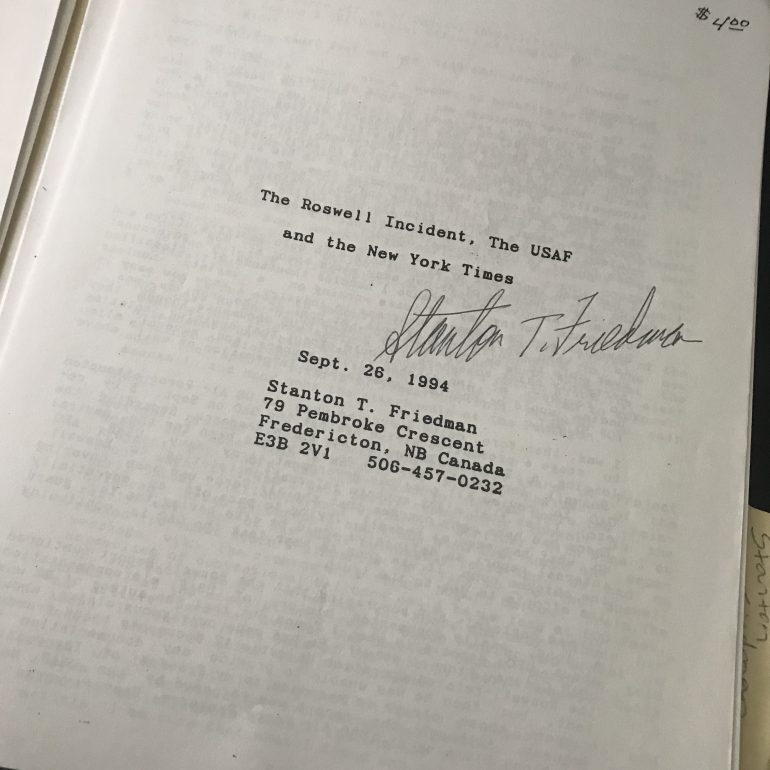 $ 4.00
The Roswell Incident, The USAF
and the New York Times
Stanton T. Friedman
Sept. 26, 1994
Stanton T. Friedman
79 Pembroke Crescent
Fredericton, NB Canada
E3B 2V1 506-457-0232
Stanton